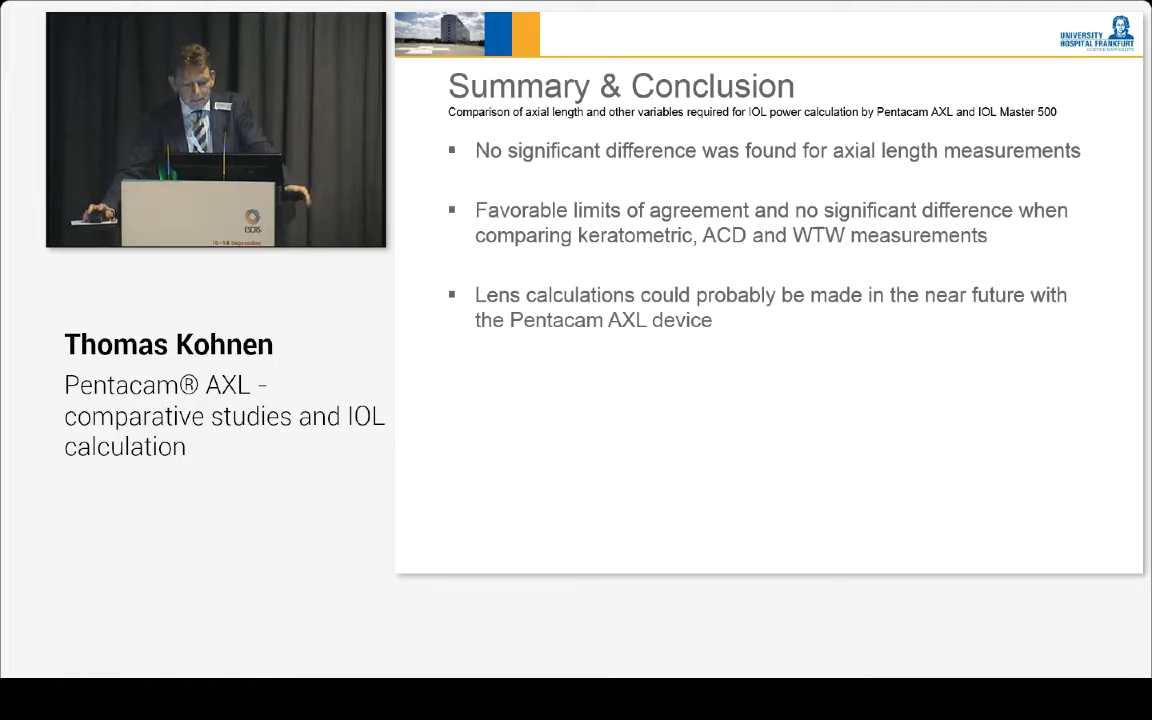 UNIVERSITY
HOSPITAL FRANKFURT
Summary & Conclusion
Comparison of axial length and other variables required for IOL power calculation by Pentacam AXL and IOL Master 500
▪ No significant difference was found for axial length measurements
▪ Favorable limits of agreement and no significant difference when
comparing keratometric, ACD and WTW measurements
▪ Lens calculations could probably be made in the near future with
the Pentacam AXL device
ESCRS
Thomas Kohnen
Pentacam® AXL -
comparative studies and IOL
calculation